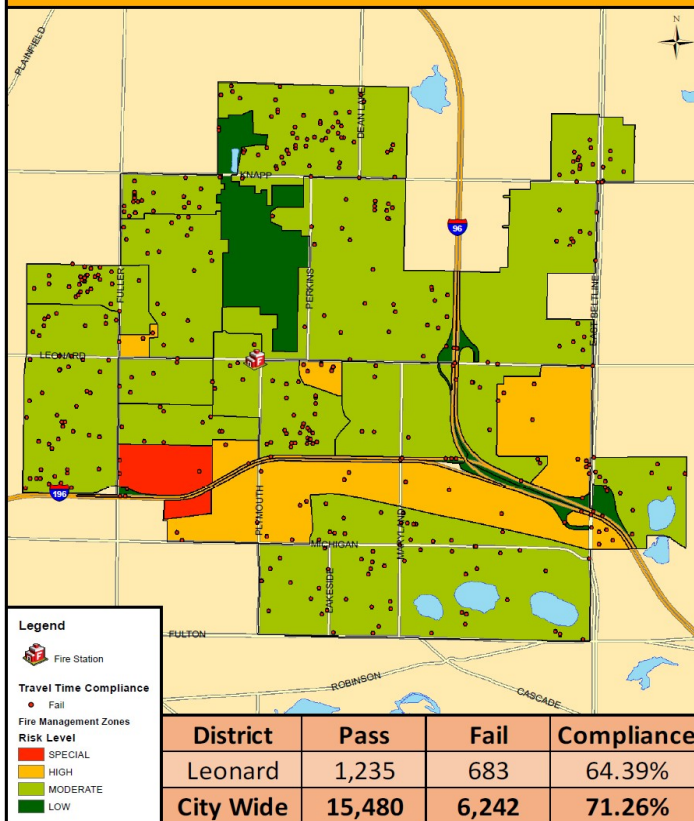 N
PLAINFIELD
DEAN LAKE
KNAPP
96
FULLER
PERKINS
EAST BELTLINE
LEONARD
F
196
PLYMOUTH
MARYLAND
MICHIGAN
LAKESIDE
FULTON
ROBINSON
CASCADE
Legend
F Fire Station
Travel Time Compliance
Fail
Fire Management Zones
Risk Level
SPECIAL
HIGH
MODERATE
LOW
District Pass Fail Compliance
Leonard 1,235 683 64.39%
City Wide 15,480 6,242 71.26%